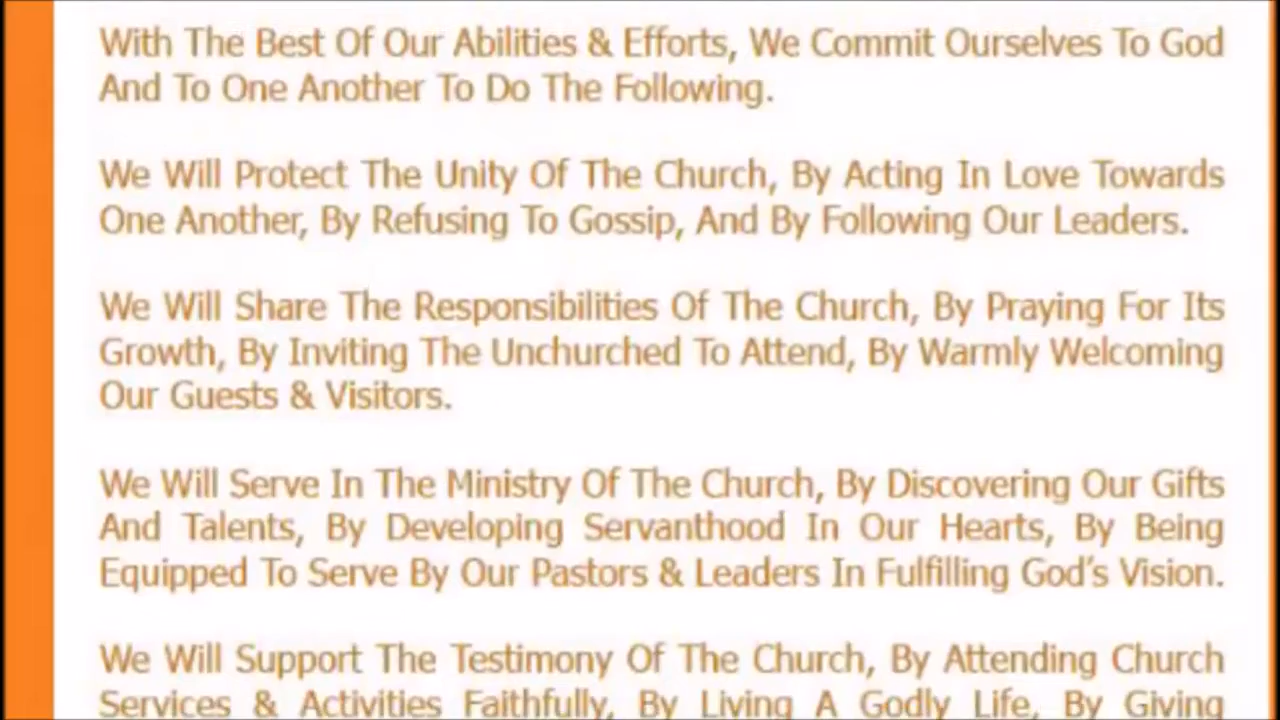 With The Best Of Our Abilities & Efforts, We Commit Ourselves To God
And To One Another To Do The Following.
We Will Protect The Unity Of The Church, By Acting In Love Towards
One Another, By Refusing To Gossip, And By Following Our Leaders.
We Will Share The Responsibilities Of The Church, By Praying For Its
Growth, By Inviting The Unchurched To Attend, By Warmly Welcoming
Our Guests & Visitors.
We Will Serve In The Ministry Of The Church, By Discovering Our Gifts
And Talents, By Developing Servanthood In Our Hearts, By Being
Equipped To Serve By Our Pastors & Leaders In Fulfilling God's Vision.
We Will Support The Testimony Of The Church, By Attending Church
Services & Activities Faithfully, By Living A Godly Life, By Giving